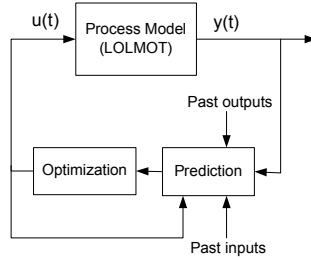 u(t)
Process Model
(LOLMOT)
y(t)
Past outputs
Optimization
Prediction
Past inputs